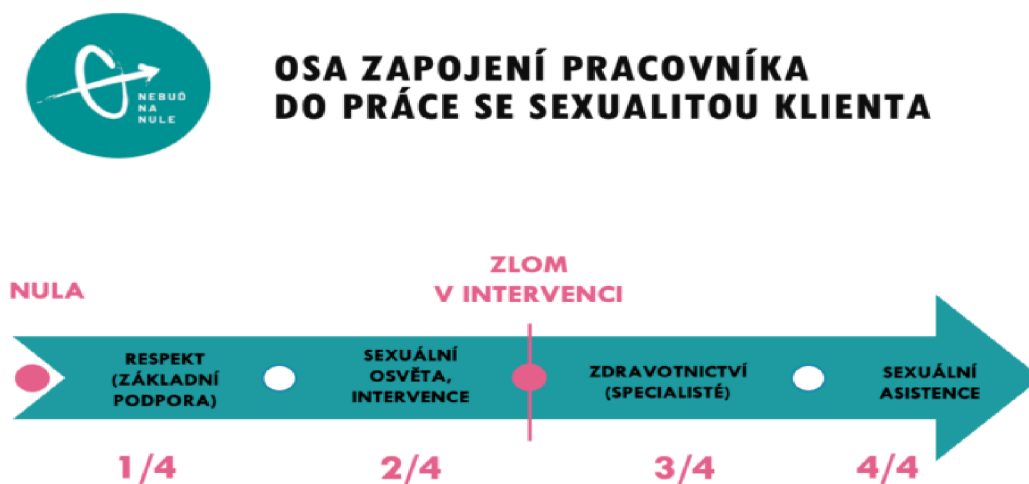 NEBUĎ
NA
NULE
OSA ZAPOJENÍ PRACOVNÍKA
DO PRÁCE SE SEXUALITOU KLIENTA
NULA
ZLOM
V INTERVENCI
RESPEKT
(ZÁKLADNÍ
PODPORA)
SEXUÁLNÍ
OSVĚTA,
INTERVENCE
ZDRAVOTNICTVÍ
(SPECIALISTÉ)
SEXUÁLNÍ
ASISTENCE
1/4
2/4
3/4
4/4